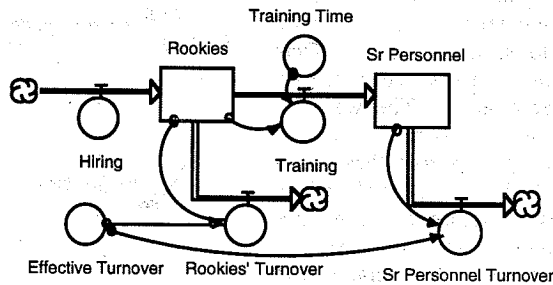 Training Time
Rookies
Sr Personnel
Hiring
Training
Effective Turnover
Rookies' Turnover
Sr Personnel Turnover